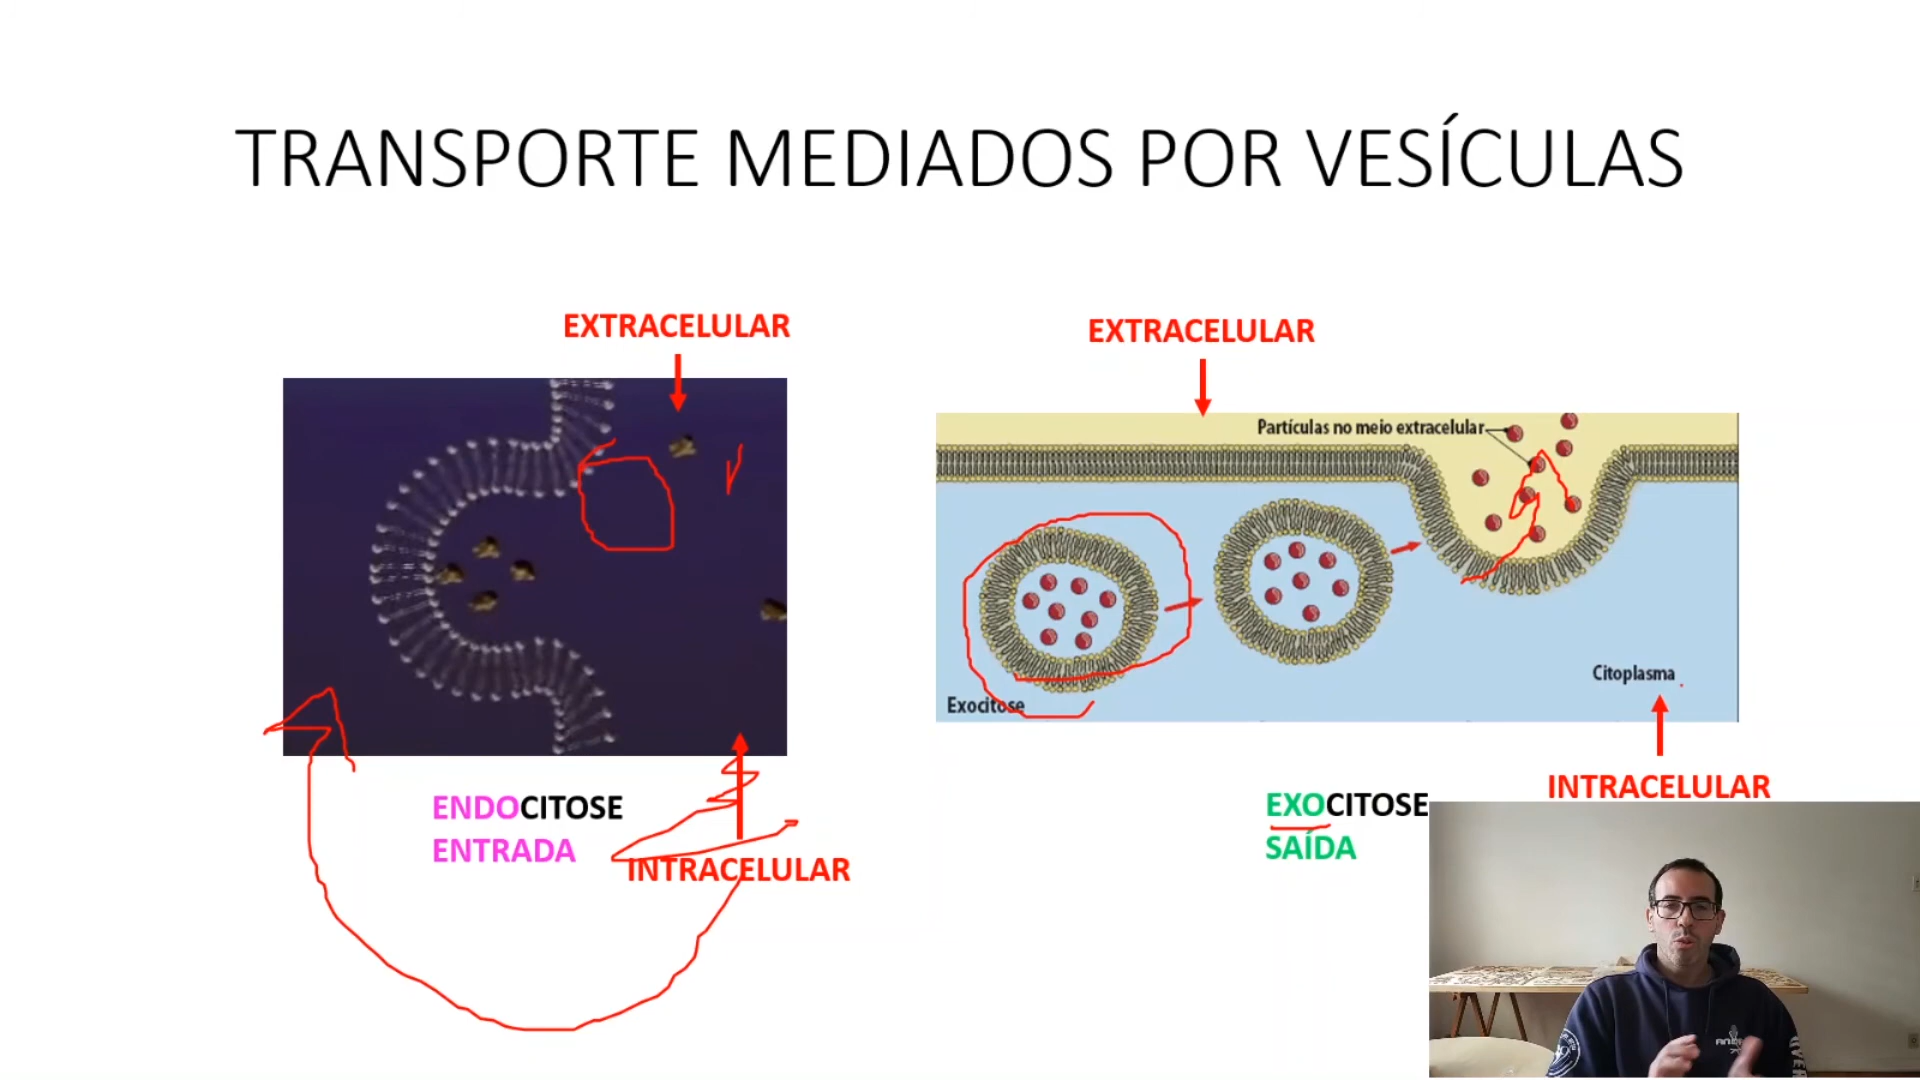 TRANSPORTE MEDIADOS POR VESÍCULAS
EXTRACELULAR
EXTRACELULAR
Partículas no meio extracelular
Citoplasma
Exocitose
ENDOCITOSE
ENTRADA
INTRACELULAR
EXOCITOSE
SAÍDA
INTRACELULAR